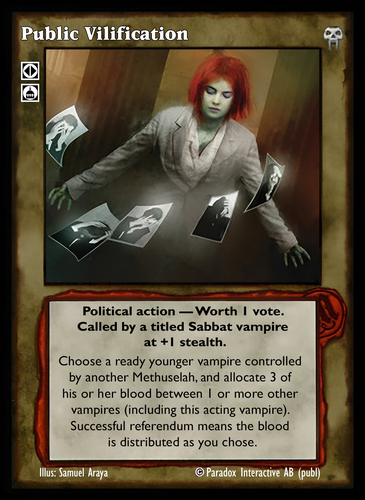 Public Vilification
Political action — Worth 1 vote.
Called by a titled Sabbat vampire
at +1 stealth.
Choose a ready younger vampire controlled
by another Methuselah, and allocate 3 of
his or her blood between 1 or more other
vampires (including this acting vampire).
Successful referendum means the blood
is distributed as you chose.
Illus: Samuel Araya © Paradox Interactive AB (publ)